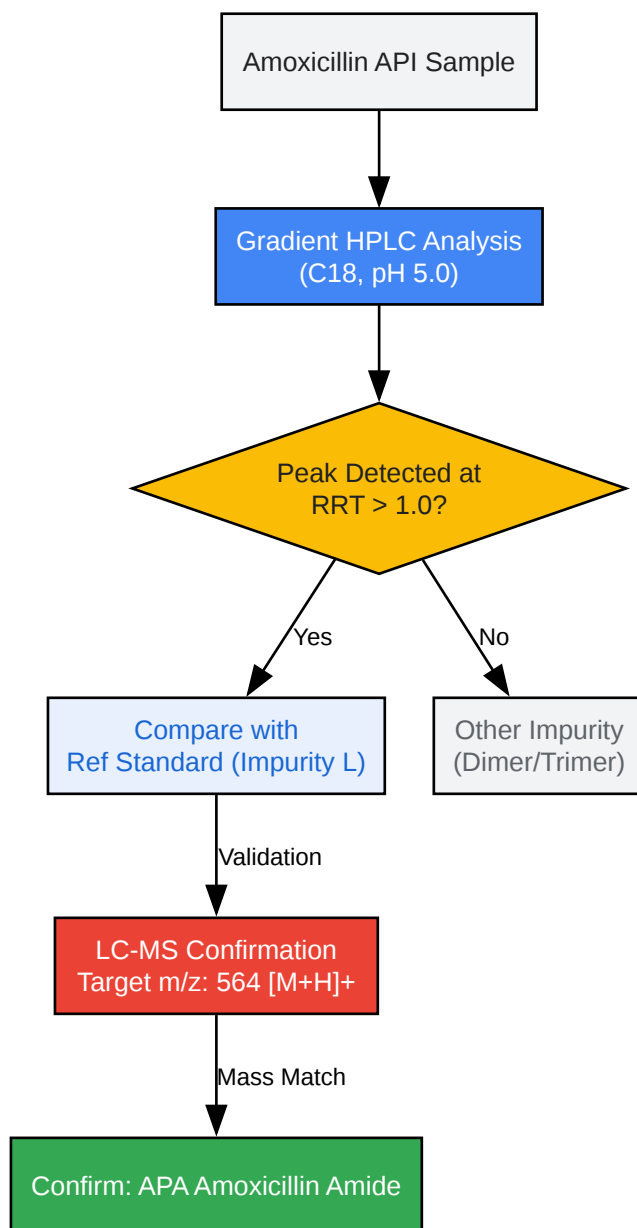 Amoxicillin API Sample
Gradient HPLC Analysis
(C18, pH 5.0)
Peak Detected at
RRT > 1.0?
Yes
No
Compare with
Ref Standard (Impurity L)
Other Impurity
(Dimer/Trimer)
Validation
LC-MS Confirmation
Target m/z: 564 [M+H]+
Mass Match
Confirm: APA Amoxicillin Amide